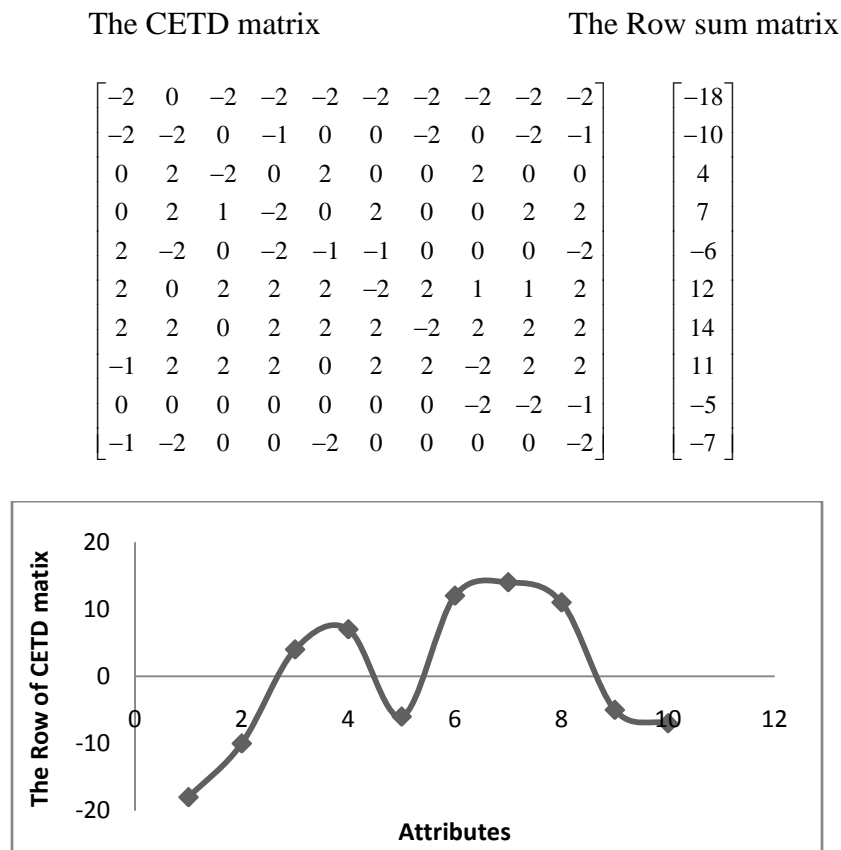 The CETD matrix The Row sum matrix
−2 0 −2 −2 −2 −2 −2 −2 −2 −2 −18
−2 −2 0 −1 0 0 −2 0 −2 −1 −10
0 2 −2 0 2 0 0 2 0 0 4
0 2 1 −2 0 2 0 0 2 2 7
2 −2 0 −2 −1 −1 0 0 0 −2 −6
2 0 2 2 2 −2 2 1 1 2 12
2 2 0 2 2 2 −2 2 2 2 14
−1 2 2 2 0 2 2 −2 2 2 11
0 0 0 0 0 0 0 −2 −2 −1 −5
−1 −2 0 0 −2 0 0 0 0 −2 −7
The Row of CETD matix
20
10
0
-10
-20
0 2 4 6 8 10 12
Attributes